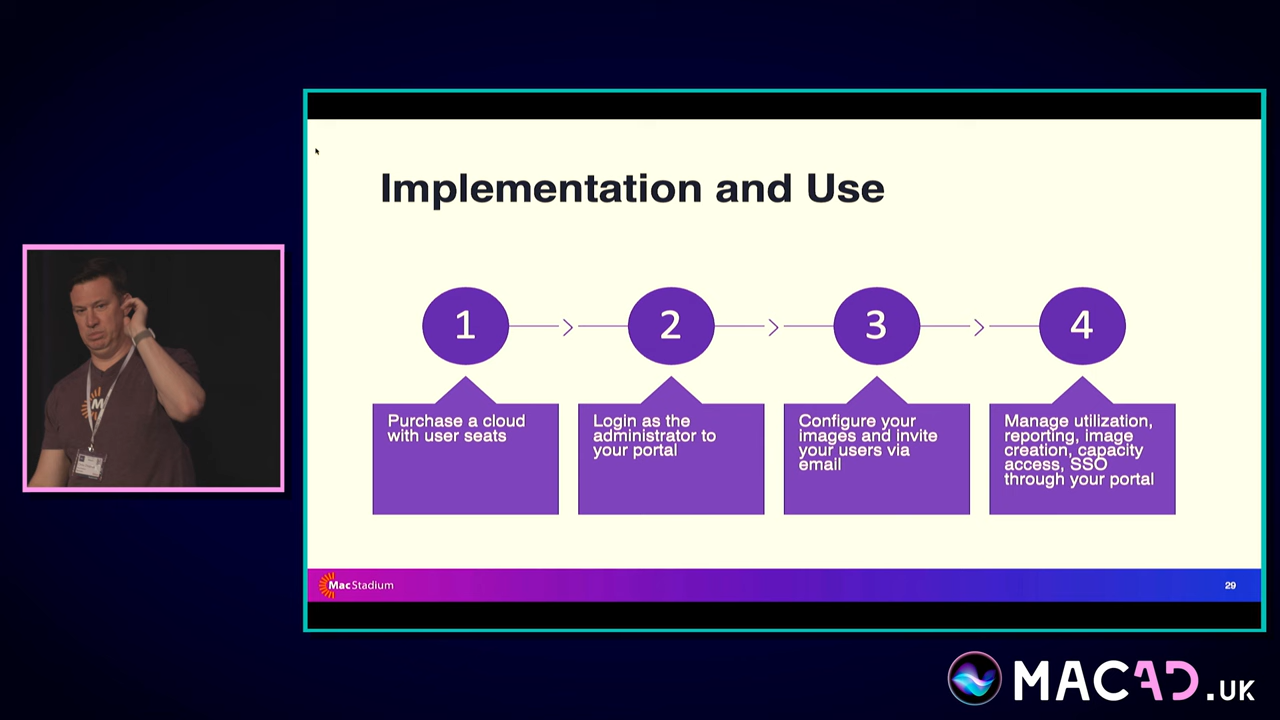 Implementation and Use
1
2
3
4
Purchase a cloud
with user seats
Login as the
administrator to
your portal
Configure your
images and invite
your users via
email
Manage utilization,
reporting, image
creation, capacity
access, SSO
through your portal
MacStadium
29
M
MACAD.UK